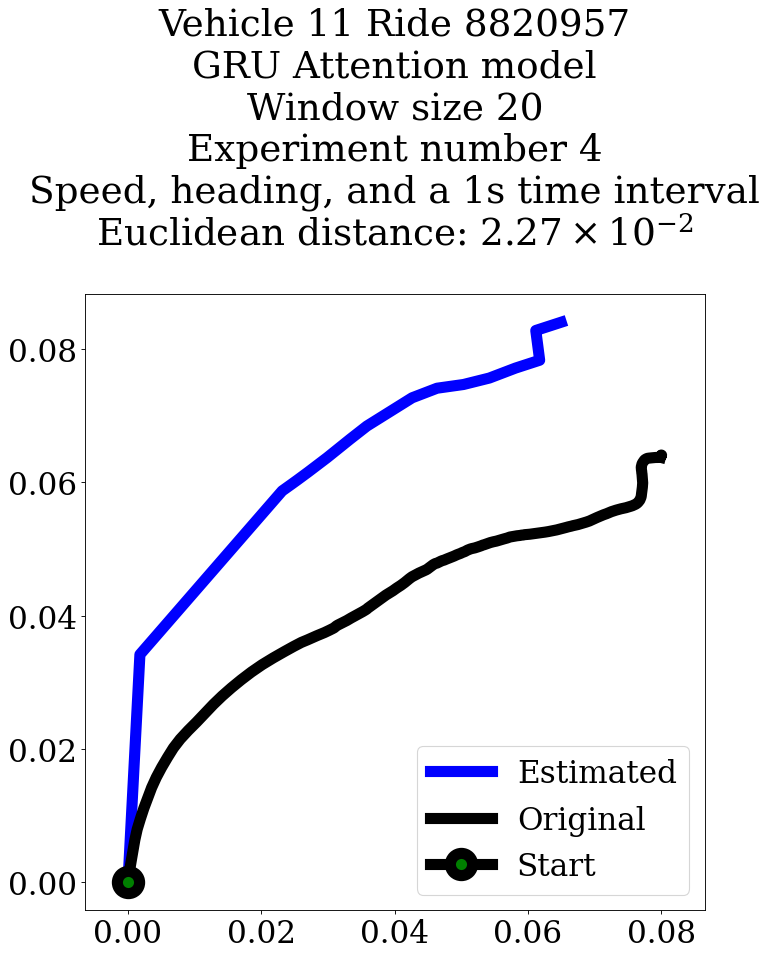 Vehicle 11 Ride 8820957
GRU Attention model
Window size 20
Experiment number 4
Speed, heading, and a 1s time interval
Euclidean distance: 2.27 × 10⁻²
0.08
0.06
0.04
0.02
0.00
Estimated
Original
Start
0.00 0.02 0.04 0.06 0.08